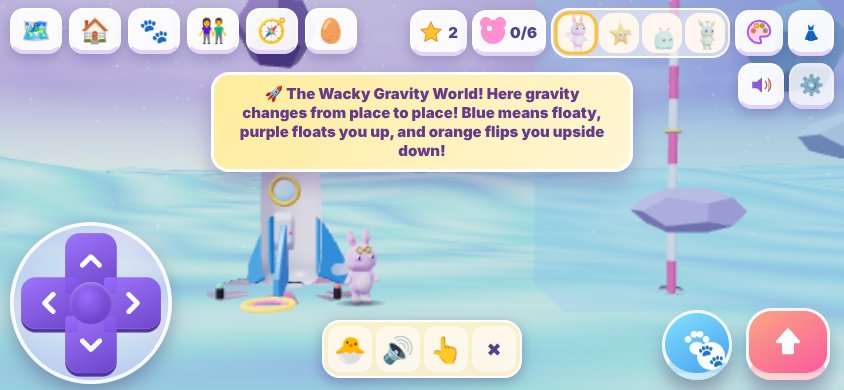 2
0/6
🚀 The Wacky Gravity World! Here gravity
changes from place to place! Blue means floaty,
purple floats you up, and orange flips you upside
down!